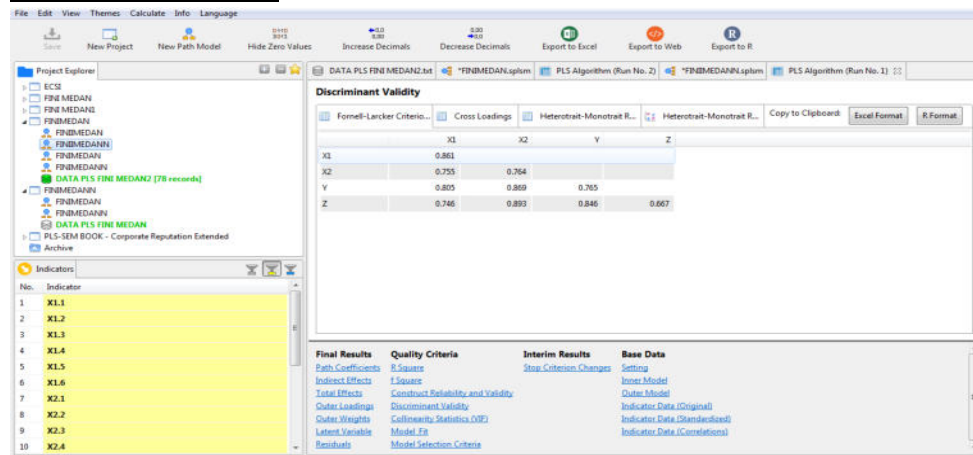 File Edit View Themes Calculate Info Language
Save New Project New Path Model Hide Zero Values Increase Decimals Decrease Decimals Export to Excel Export to Web Export to R
Project Explorer
ECSI
FINI MEDAN
FINI MEDAN1
FINIMEDAN
FINIMEDAN
FINIMEDANN
FINIMEDAN
FINIMEDANN
DATA PLS FINI MEDAN2 [78 records]
FINIMEDANN
FINIMEDAN
FINIMEDANN
DATA PLS FINI MEDAN
PLS-SEM BOOK - Corporate Reputation Extended
Archive
Indicators
No. Indicator
1 X1.1
2 X1.2
3 X1.3
4 X1.4
5 X1.5
6 X1.6
7 X2.1
8 X2.2
9 X2.3
10 X2.4
DATA PLS FINI MEDAN2.txt *FINIMEDAN.splsm PLS Algorithm (Run No. 2) *FINIMEDANN.splsm PLS Algorithm (Run No. 1)
Discriminant Validity
Fornell-Larcker Criterio... Cross Loadings Heterotrait-Monotrait R... Heterotrait-Monotrait R... Copy to Clipboard: Excel Format R Format
X1 X2 Y Z
X1 0.861
X2 0.755 0.764
Y 0.805 0.869 0.765
Z 0.746 0.893 0.846 0.667
Final Results Quality Criteria Interim Results Base Data
Path Coefficients R Square Stop Criterion Changes Setting
Indirect Effects f Square Inner Model
Total Effects Construct Reliability and Validity Outer Model
Outer Loadings Discriminant Validity Indicator Data (Original)
Outer Weights Collinearity Statistics (VIF) Indicator Data (Standardized)
Latent Variable Model_Fit Indicator Data (Correlations)
Residuals Model Selection Criteria